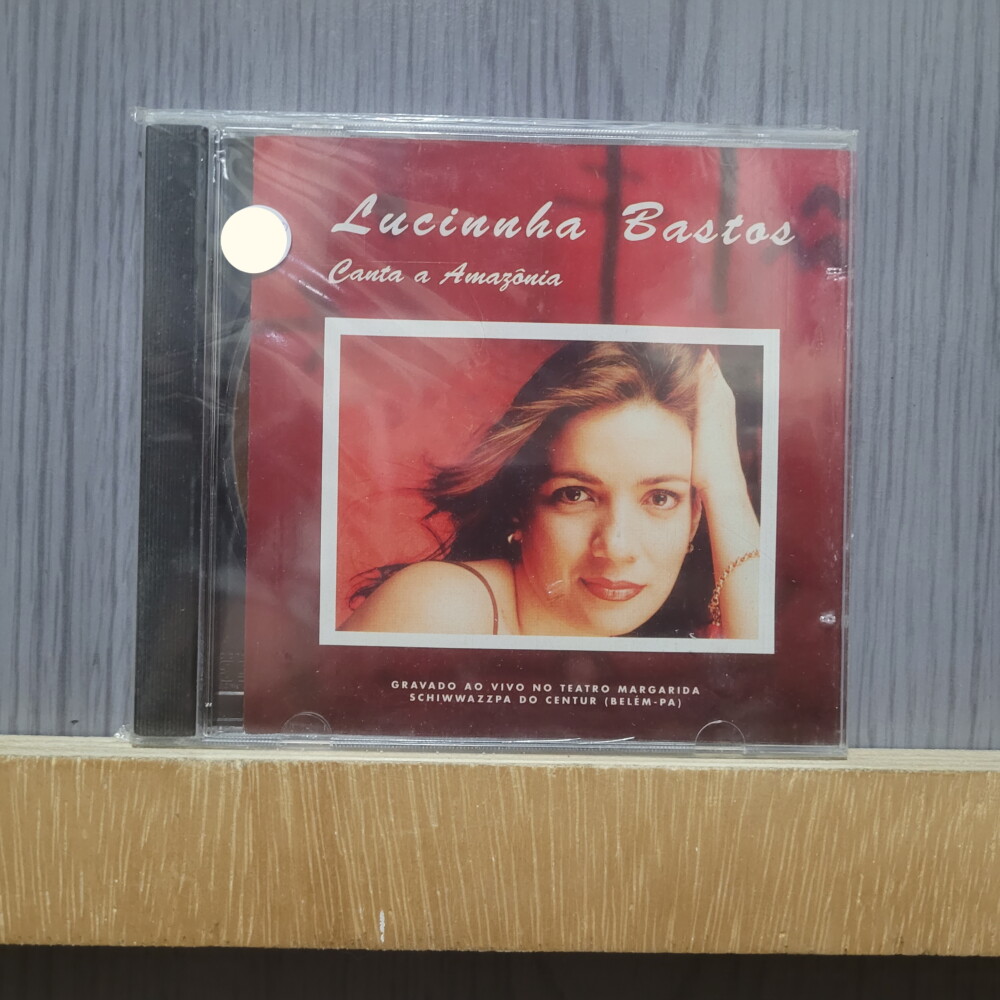 Lucinnha Bastos
Canta a Amazônia
GRAVADO AO VIVO NO TEATRO MARGARIDA
SCHIWWAZZPA DO CENTUR (BELÉM-PA)